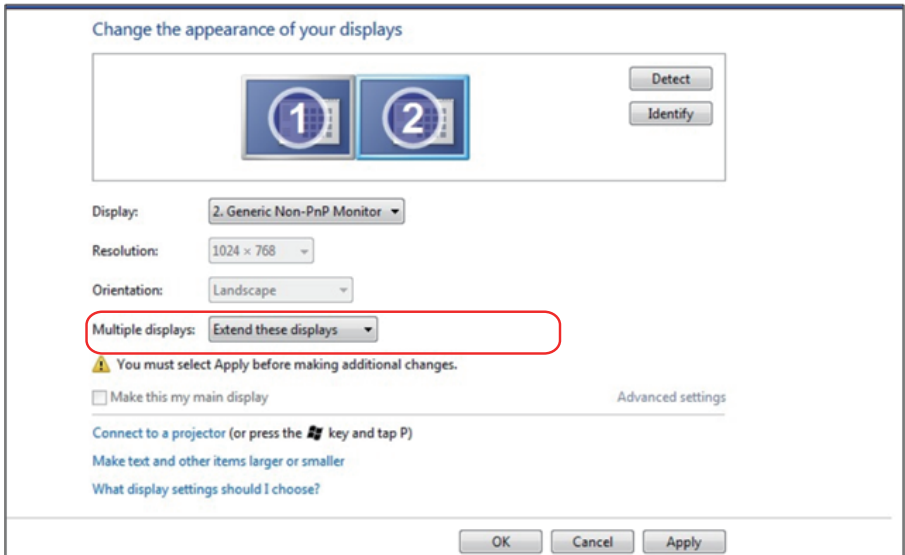 Change the appearance of your displays
Detect
1 2
Identify
Display: 2. Generic Non-PnP Monitor
Resolution: 1024 × 768
Orientation: Landscape
Multiple displays: Extend these displays
You must select Apply before making additional changes.
Make this my main display Advanced settings
Connect to a projector (or press the key and tap P)
Make text and other items larger or smaller
What display settings should I choose?
OK Cancel Apply